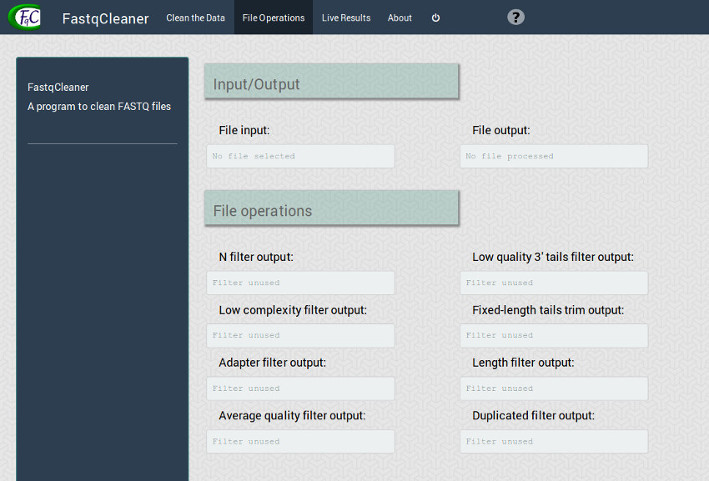 FqC FastqCleaner Clean the Data File Operations Live Results About ?
FastqCleaner
A program to clean FASTQ files
Input/Output
File input: File output:
No file selected No file processed
File operations
N filter output: Low quality 3' tails filter output:
Filter unused Filter unused
Low complexity filter output: Fixed-length tails trim output:
Filter unused Filter unused
Adapter filter output: Length filter output:
Filter unused Filter unused
Average quality filter output: Duplicated filter output:
Filter unused Filter unused